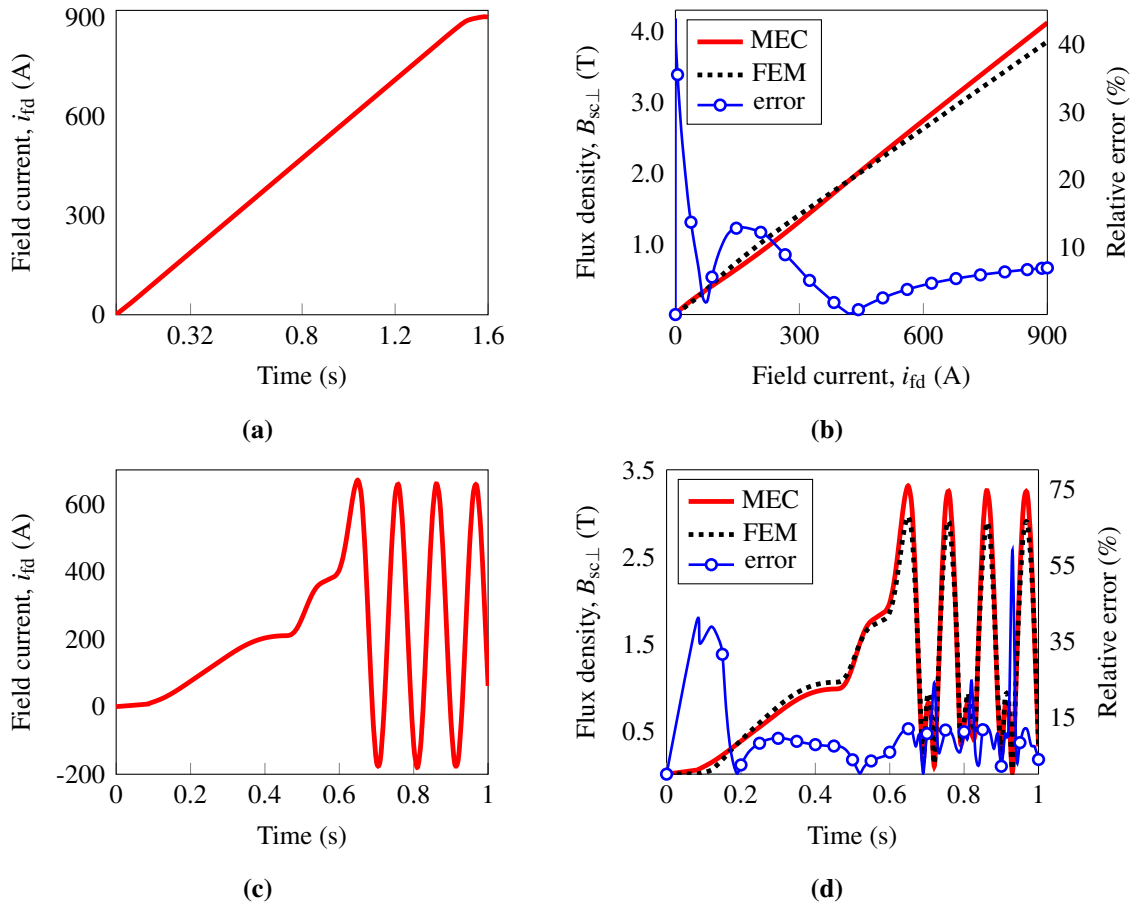 900
600
300
0
0.32
0.8
1.2
1.6
Field current, ifd (A)
Time (s)
(a)
4.0
3.0
2.0
1.0
40
30
20
10
0
300
600
900
MEC
FEM
error
Flux density, Bsc⊥ (T)
Relative error (%)
Field current, ifd (A)
(b)
600
400
200
0
-200
0
0.2
0.4
0.6
0.8
1
Field current, ifd (A)
Time (s)
(c)
3.5
2.5
1.5
0.5
75
55
35
15
0
0.2
0.4
0.6
0.8
1
MEC
FEM
error
Flux density, Bsc⊥ (T)
Relative error (%)
Time (s)
(d)